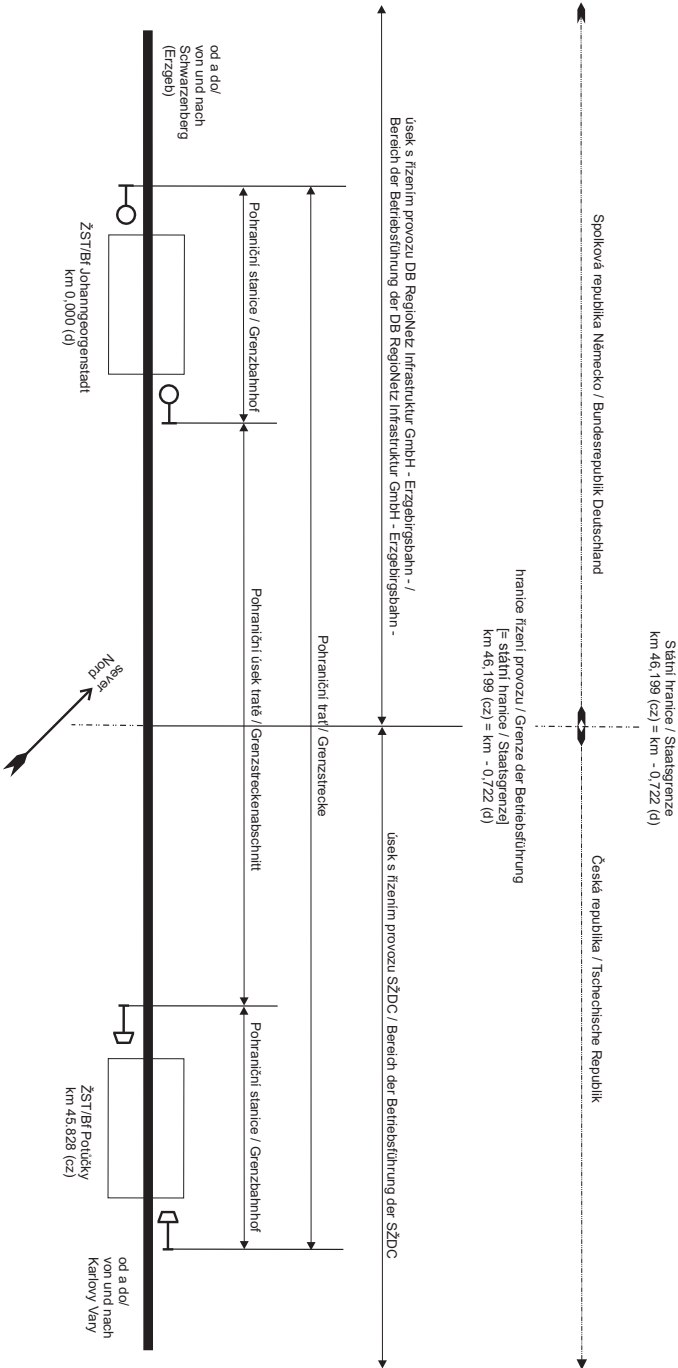 Státní hranice / Staatsgrenze
km 46,199 (cz) = km - 0,722 (d)
Spolková republika Německo / Bundesrepublik Deutschland
Česká republika / Tschechische Republik
hranice řízení provozu / Grenze der Betriebsführung
[= státní hranice / Staatsgrenze]
km 46,199 (cz) = km - 0,722 (d)
úsek s řízením provozu DB RegioNetz Infrastruktur GmbH - Erzgebirgsbahn - /
Bereich der Betriebsführung der DB RegioNetz Infrastruktur GmbH - Erzgebirgsbahn -
úsek s řízením provozu SŽDC / Bereich der Betriebsführung der SŽDC
Pohraniční trať / Grenzstrecke
Pohraniční stanice / Grenzbahnhof
Pohraniční úsek tratě / Grenzstreckenabschnitt
Pohraniční stanice / Grenzbahnhof
od a do/
von und nach
Schwarzenberg
(Erzgeb)
ŽST/Bf Johanngeorgenstadt
km 0,000 (d)
sever
Nord
ŽST/Bf Potůčky
km 45.828 (cz)
od a do/
von und nach
Karlovy Vary